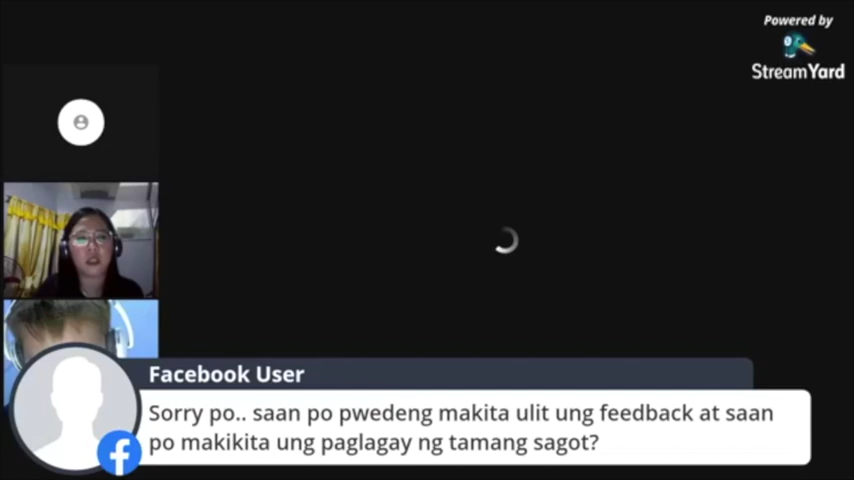 Powered by
StreamYard
Facebook User
Sorry po.. saan po pwedeng makita ulit ung feedback at saan
po makikita ung paglagay ng tamang sagot?